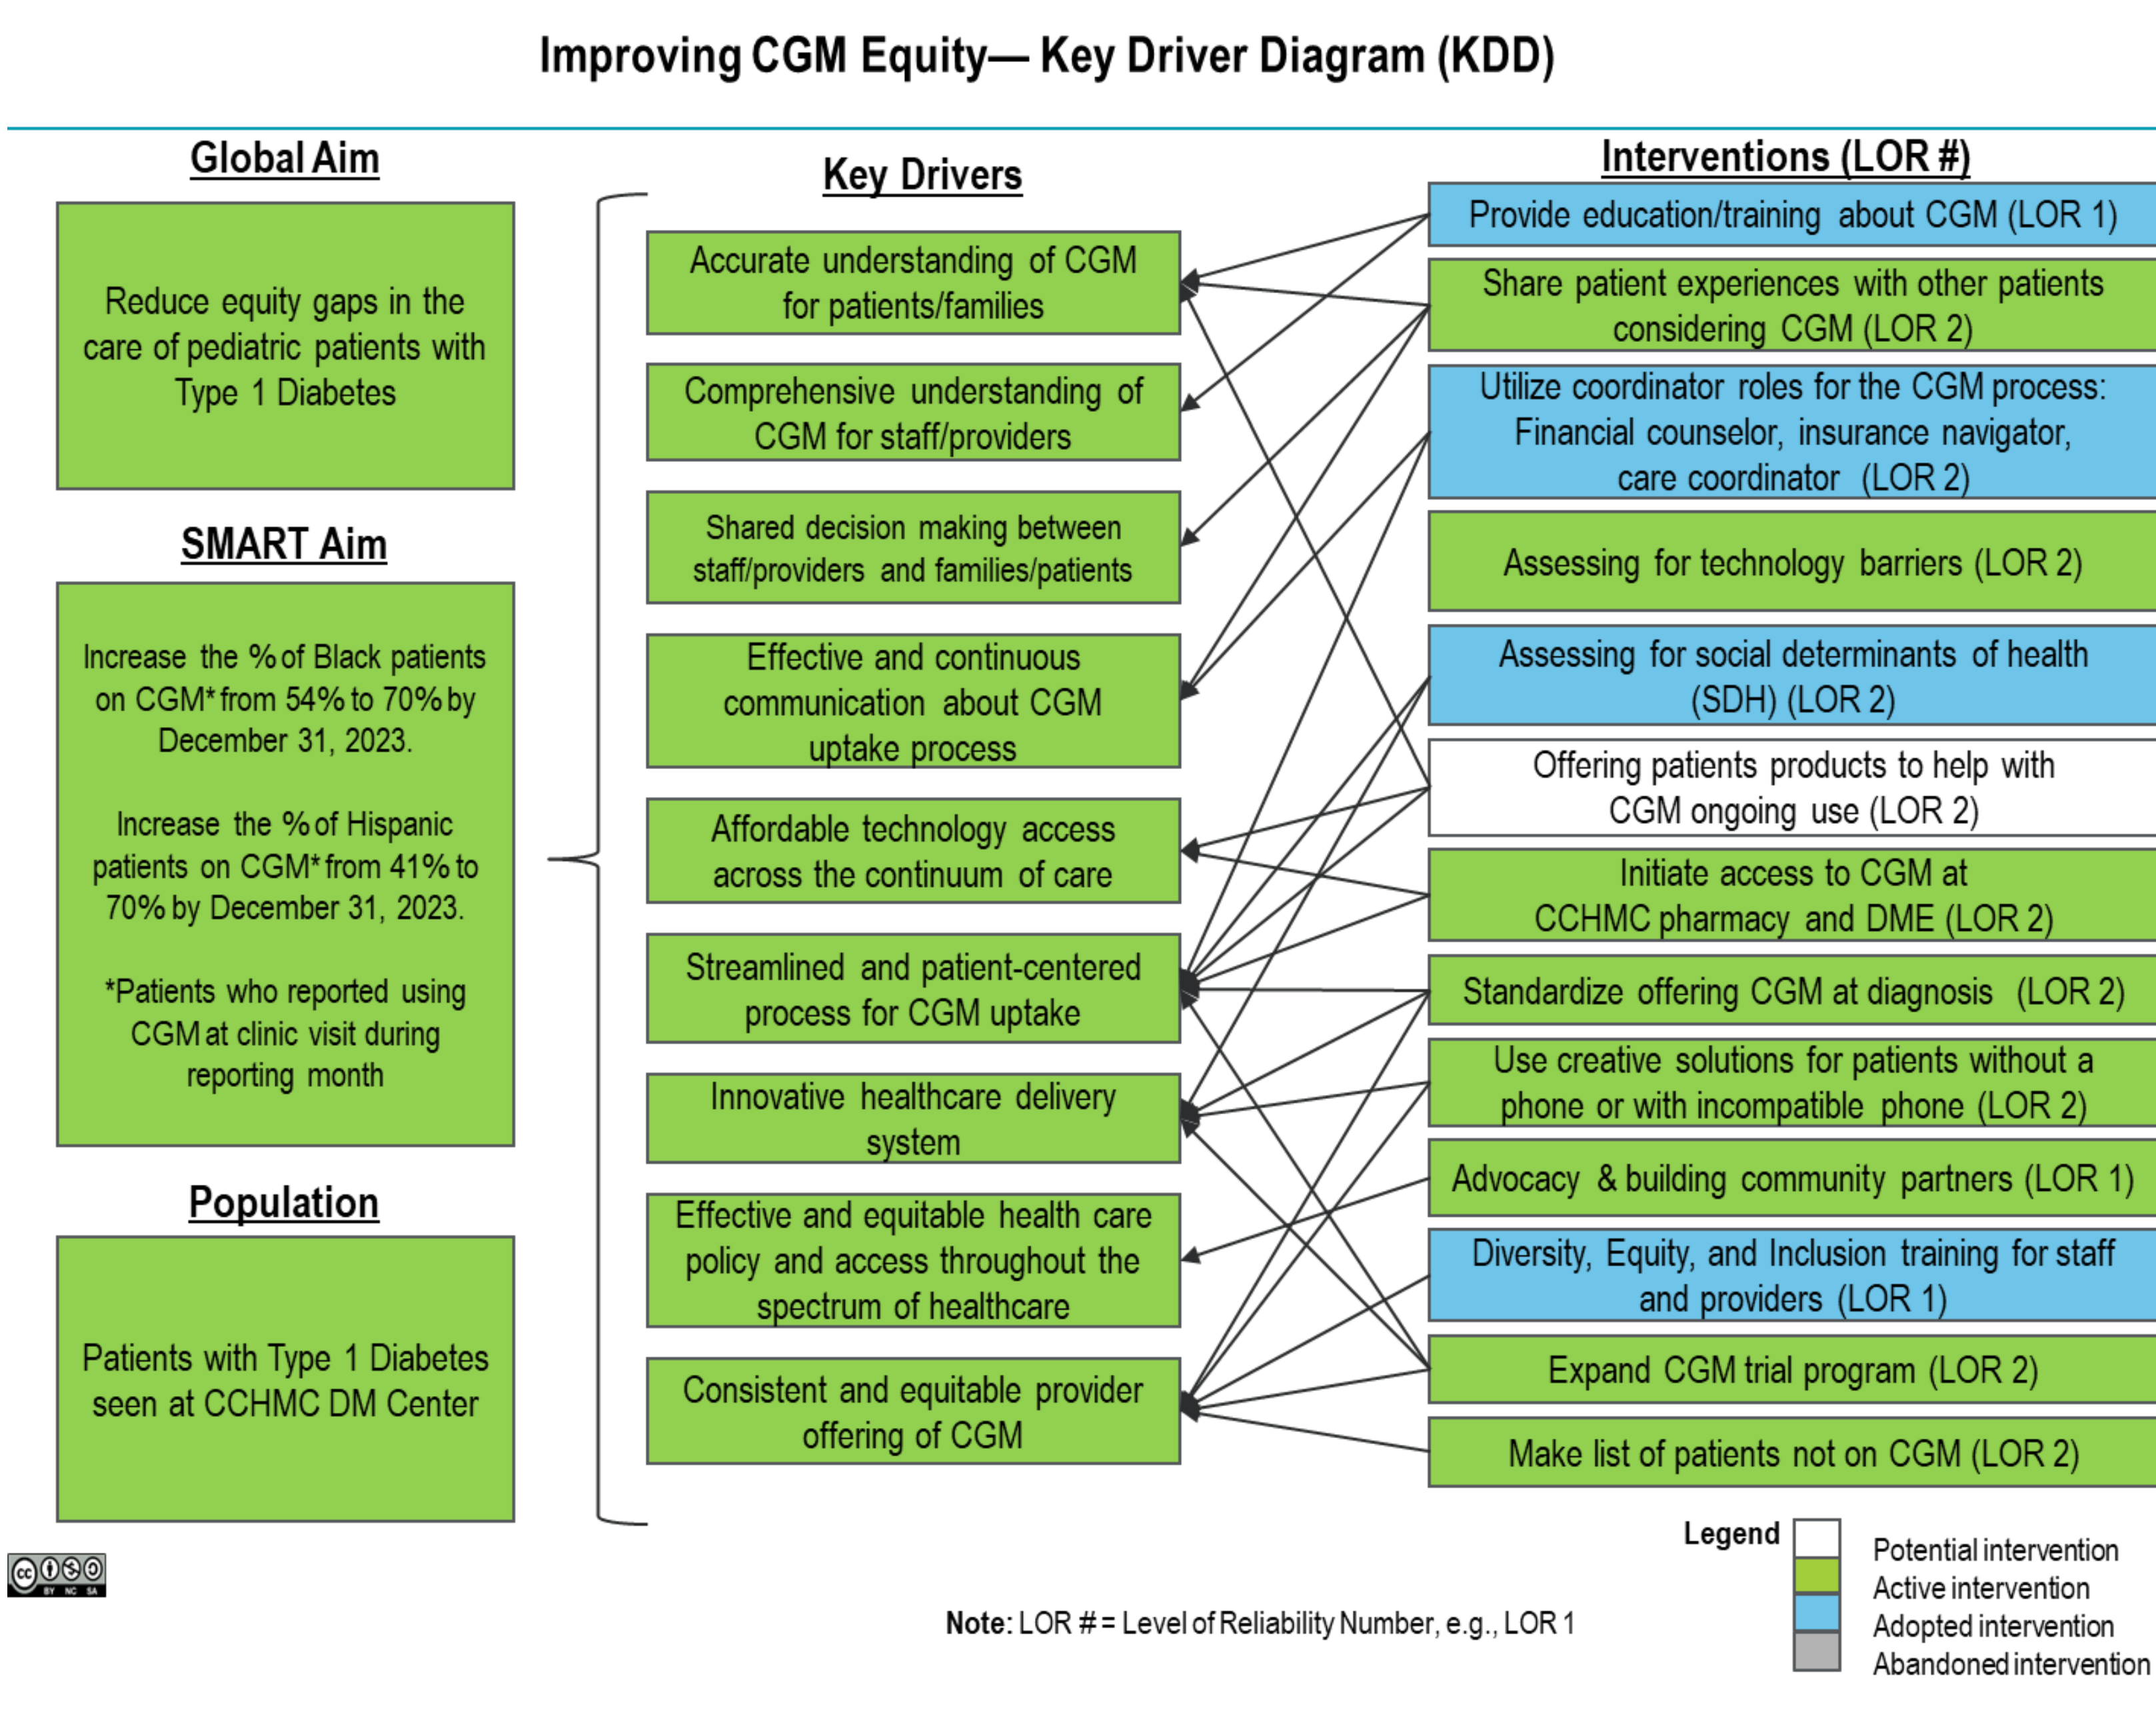 Improving CGM Equity— Key Driver Diagram (KDD)
Global Aim
Reduce equity gaps in the
care of pediatric patients with
Type 1 Diabetes
SMART Aim
Increase the % of Black patients
on CGM* from 54% to 70% by
December 31, 2023.
Increase the % of Hispanic
patients on CGM* from 41% to
70% by December 31, 2023.
*Patients who reported using
CGM at clinic visit during
reporting month
Population
Patients with Type 1 Diabetes
seen at CCHMC DM Center
Key Drivers
Accurate understanding of CGM
for patients/families
Comprehensive understanding of
CGM for staff/providers
Shared decision making between
staff/providers and families/patients
Effective and continuous
communication about CGM
uptake process
Affordable technology access
across the continuum of care
Streamlined and patient-centered
process for CGM uptake
Innovative healthcare delivery
system
Effective and equitable health care
policy and access throughout the
spectrum of healthcare
Consistent and equitable provider
offering of CGM
Interventions (LOR #)
Provide education/training about CGM (LOR 1)
Share patient experiences with other patients
considering CGM (LOR 2)
Utilize coordinator roles for the CGM process:
Financial counselor, insurance navigator,
care coordinator (LOR 2)
Assessing for technology barriers (LOR 2)
Assessing for social determinants of health
(SDH) (LOR 2)
Offering patients products to help with
CGM ongoing use (LOR 2)
Initiate access to CGM at
CCHMC pharmacy and DME (LOR 2)
Standardize offering CGM at diagnosis (LOR 2)
Use creative solutions for patients without a
phone or with incompatible phone (LOR 2)
Advocacy & building community partners (LOR 1)
Diversity, Equity, and Inclusion training for staff
and providers (LOR 1)
Expand CGM trial program (LOR 2)
Make list of patients not on CGM (LOR 2)
Legend
Potential intervention
Active intervention
Adopted intervention
Abandoned intervention
Note: LOR # = Level of Reliability Number, e.g., LOR 1
cc
BY NC SA